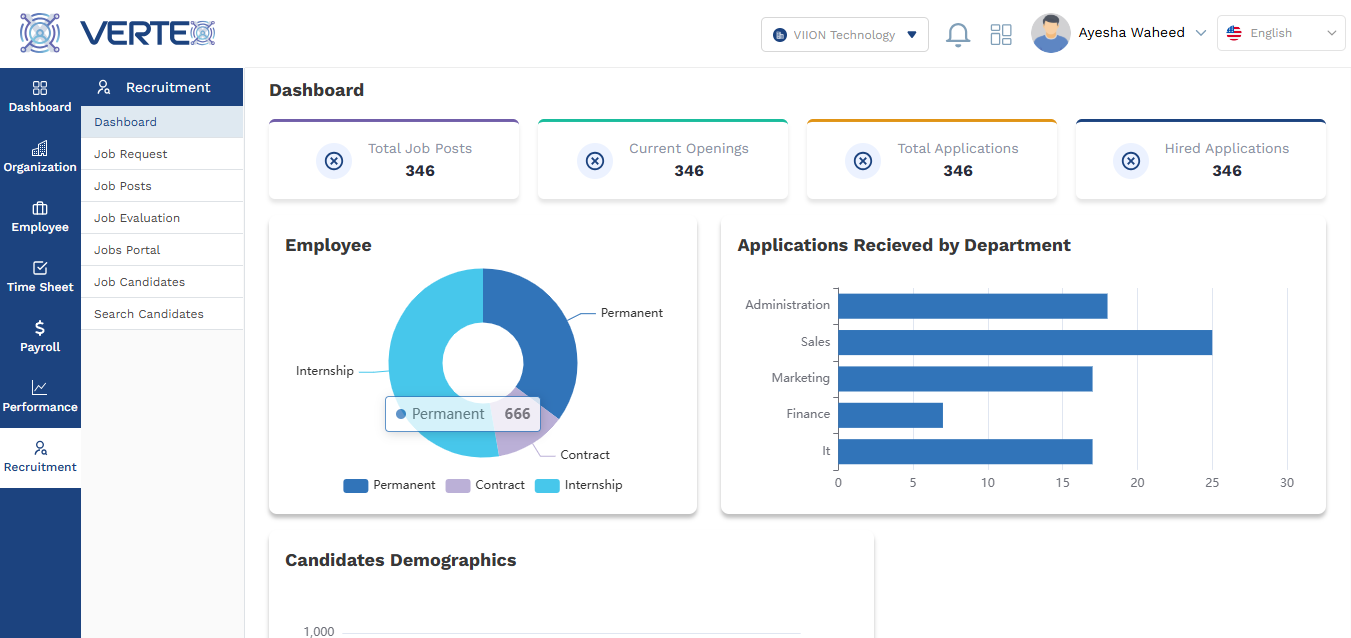 VERTEX
VIION Technology
Ayesha Waheed
English
Dashboard
Organization
Employee
Time Sheet
Payroll
Performance
Recruitment
Recruitment
Dashboard
Job Request
Job Posts
Job Evaluation
Jobs Portal
Job Candidates
Search Candidates
Dashboard
Total Job Posts
346
Current Openings
346
Total Applications
346
Hired Applications
346
Employee
Permanent
Internship
Permanent 666
Contract
Permanent Contract Internship
Applications Recieved by Department
Administration
Sales
Marketing
Finance
It
0 5 10 15 20 25 30
Candidates Demographics
1,000